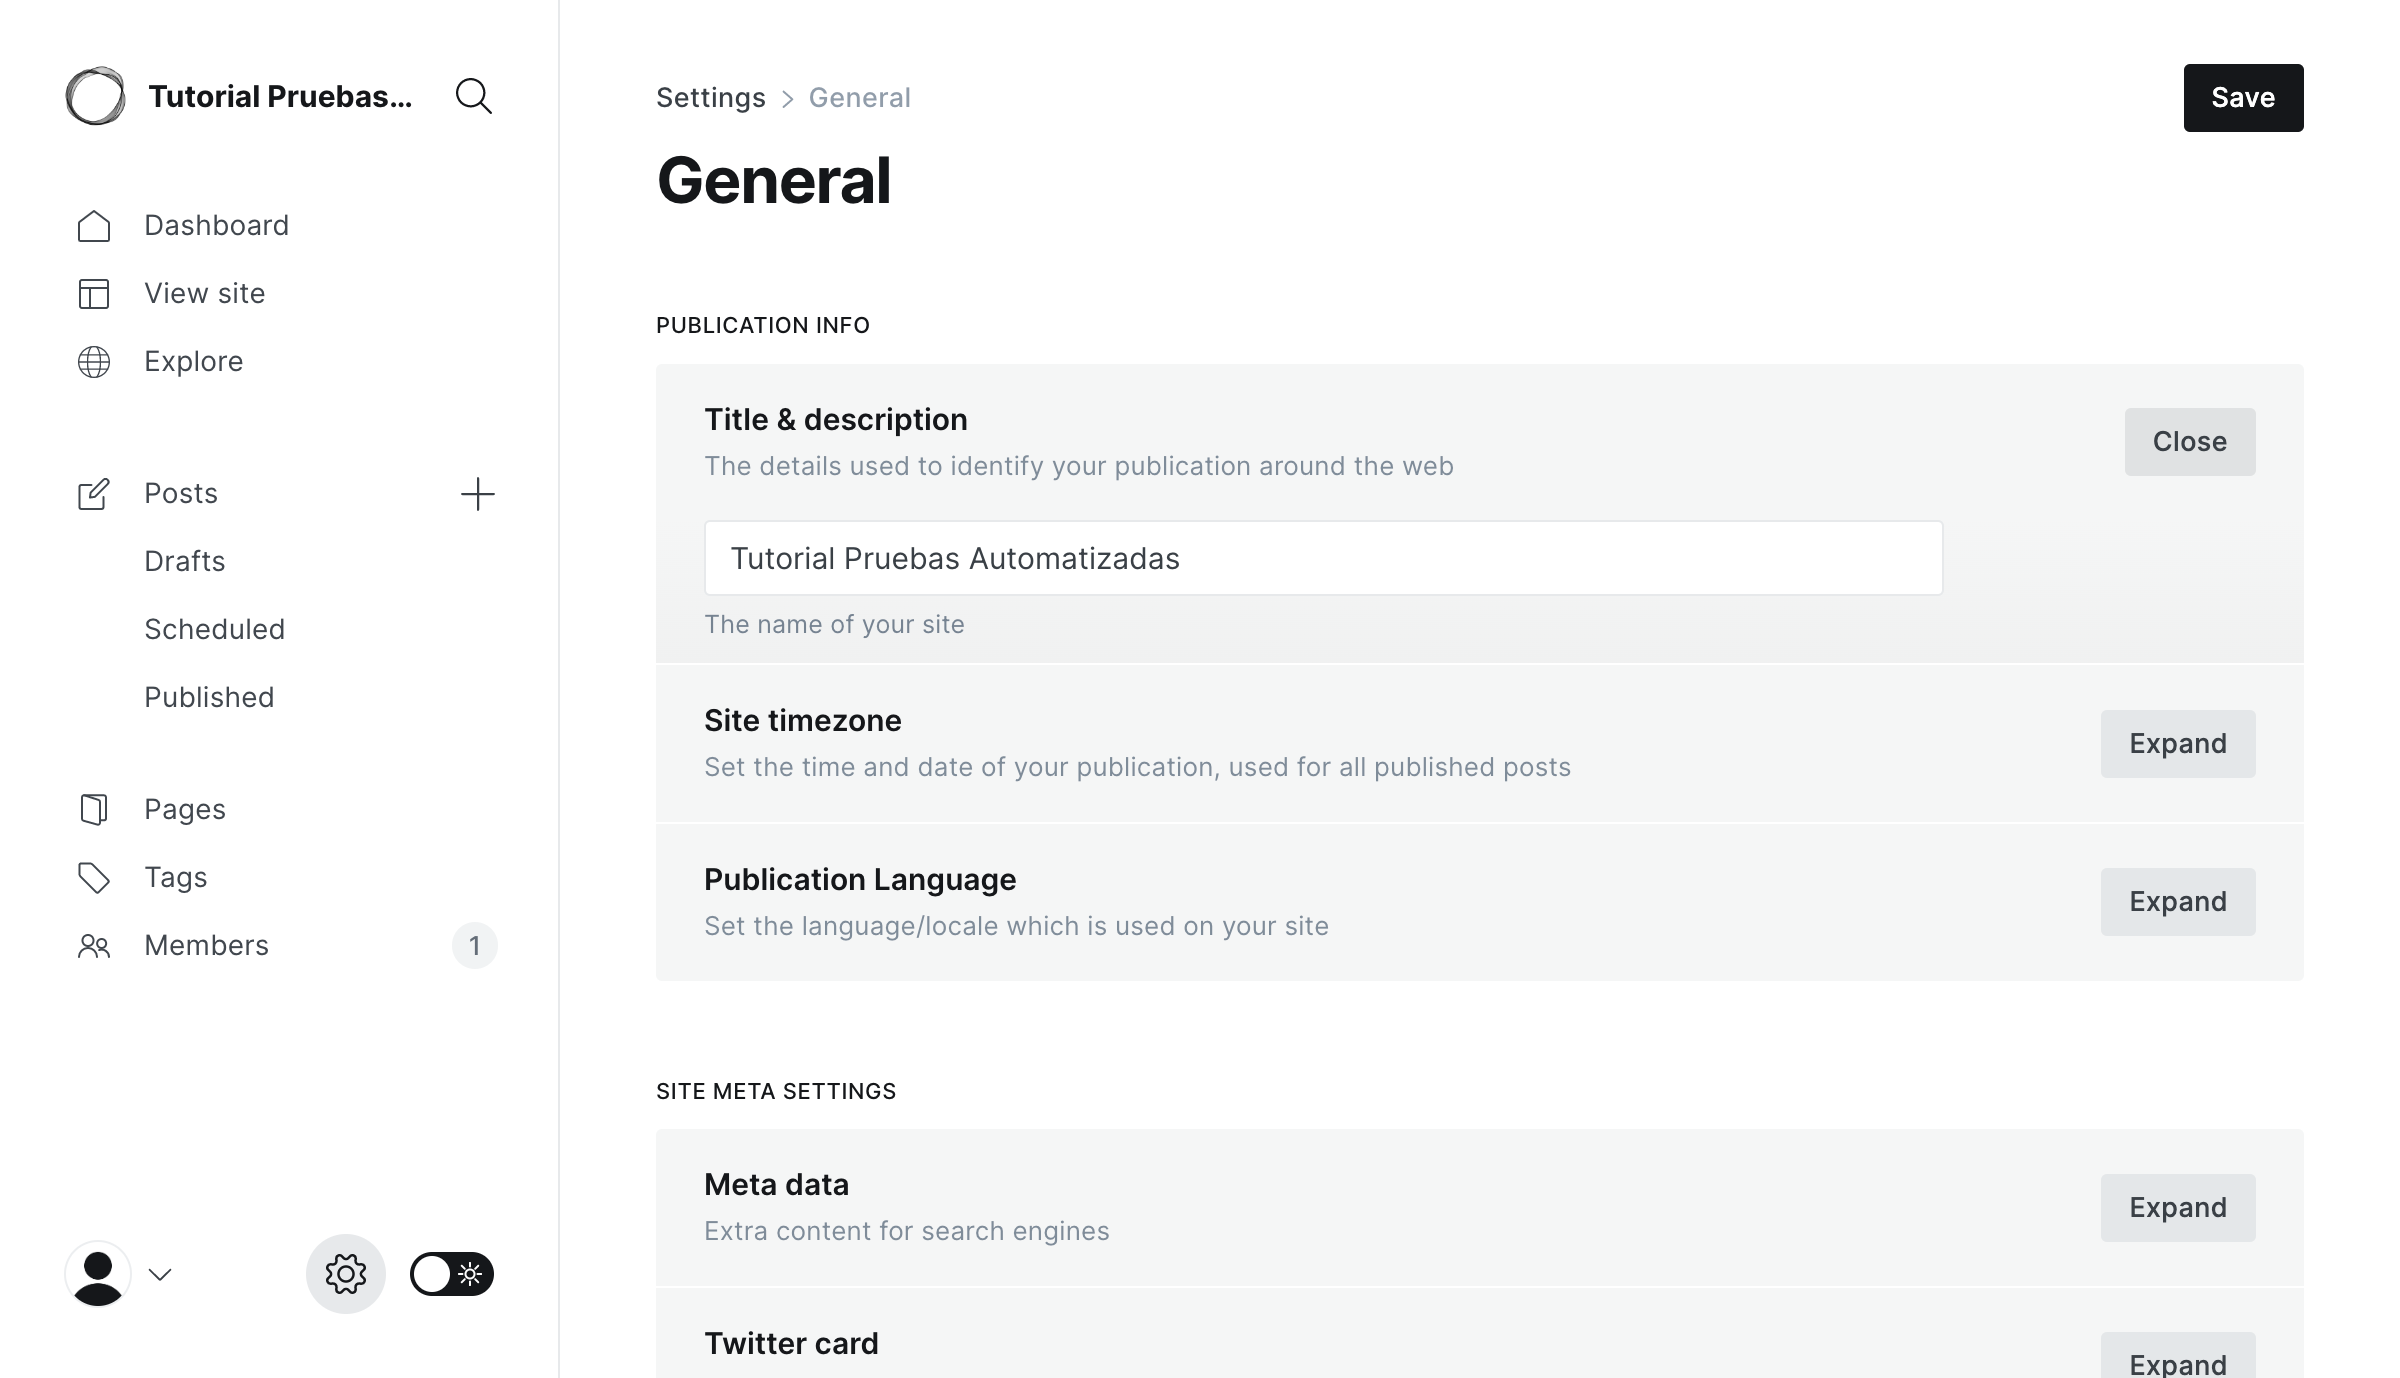 Tutorial Pruebas...
Dashboard
View site
Explore
Posts
Drafts
Scheduled
Published
Pages
Tags
Members 1
Settings > General
Save
General
PUBLICATION INFO
Title & description
Close
The details used to identify your publication around the web
Tutorial Pruebas Automatizadas
The name of your site
Site timezone
Expand
Set the time and date of your publication, used for all published posts
Publication Language
Expand
Set the language/locale which is used on your site
SITE META SETTINGS
Meta data
Expand
Extra content for search engines
Twitter card
Expand